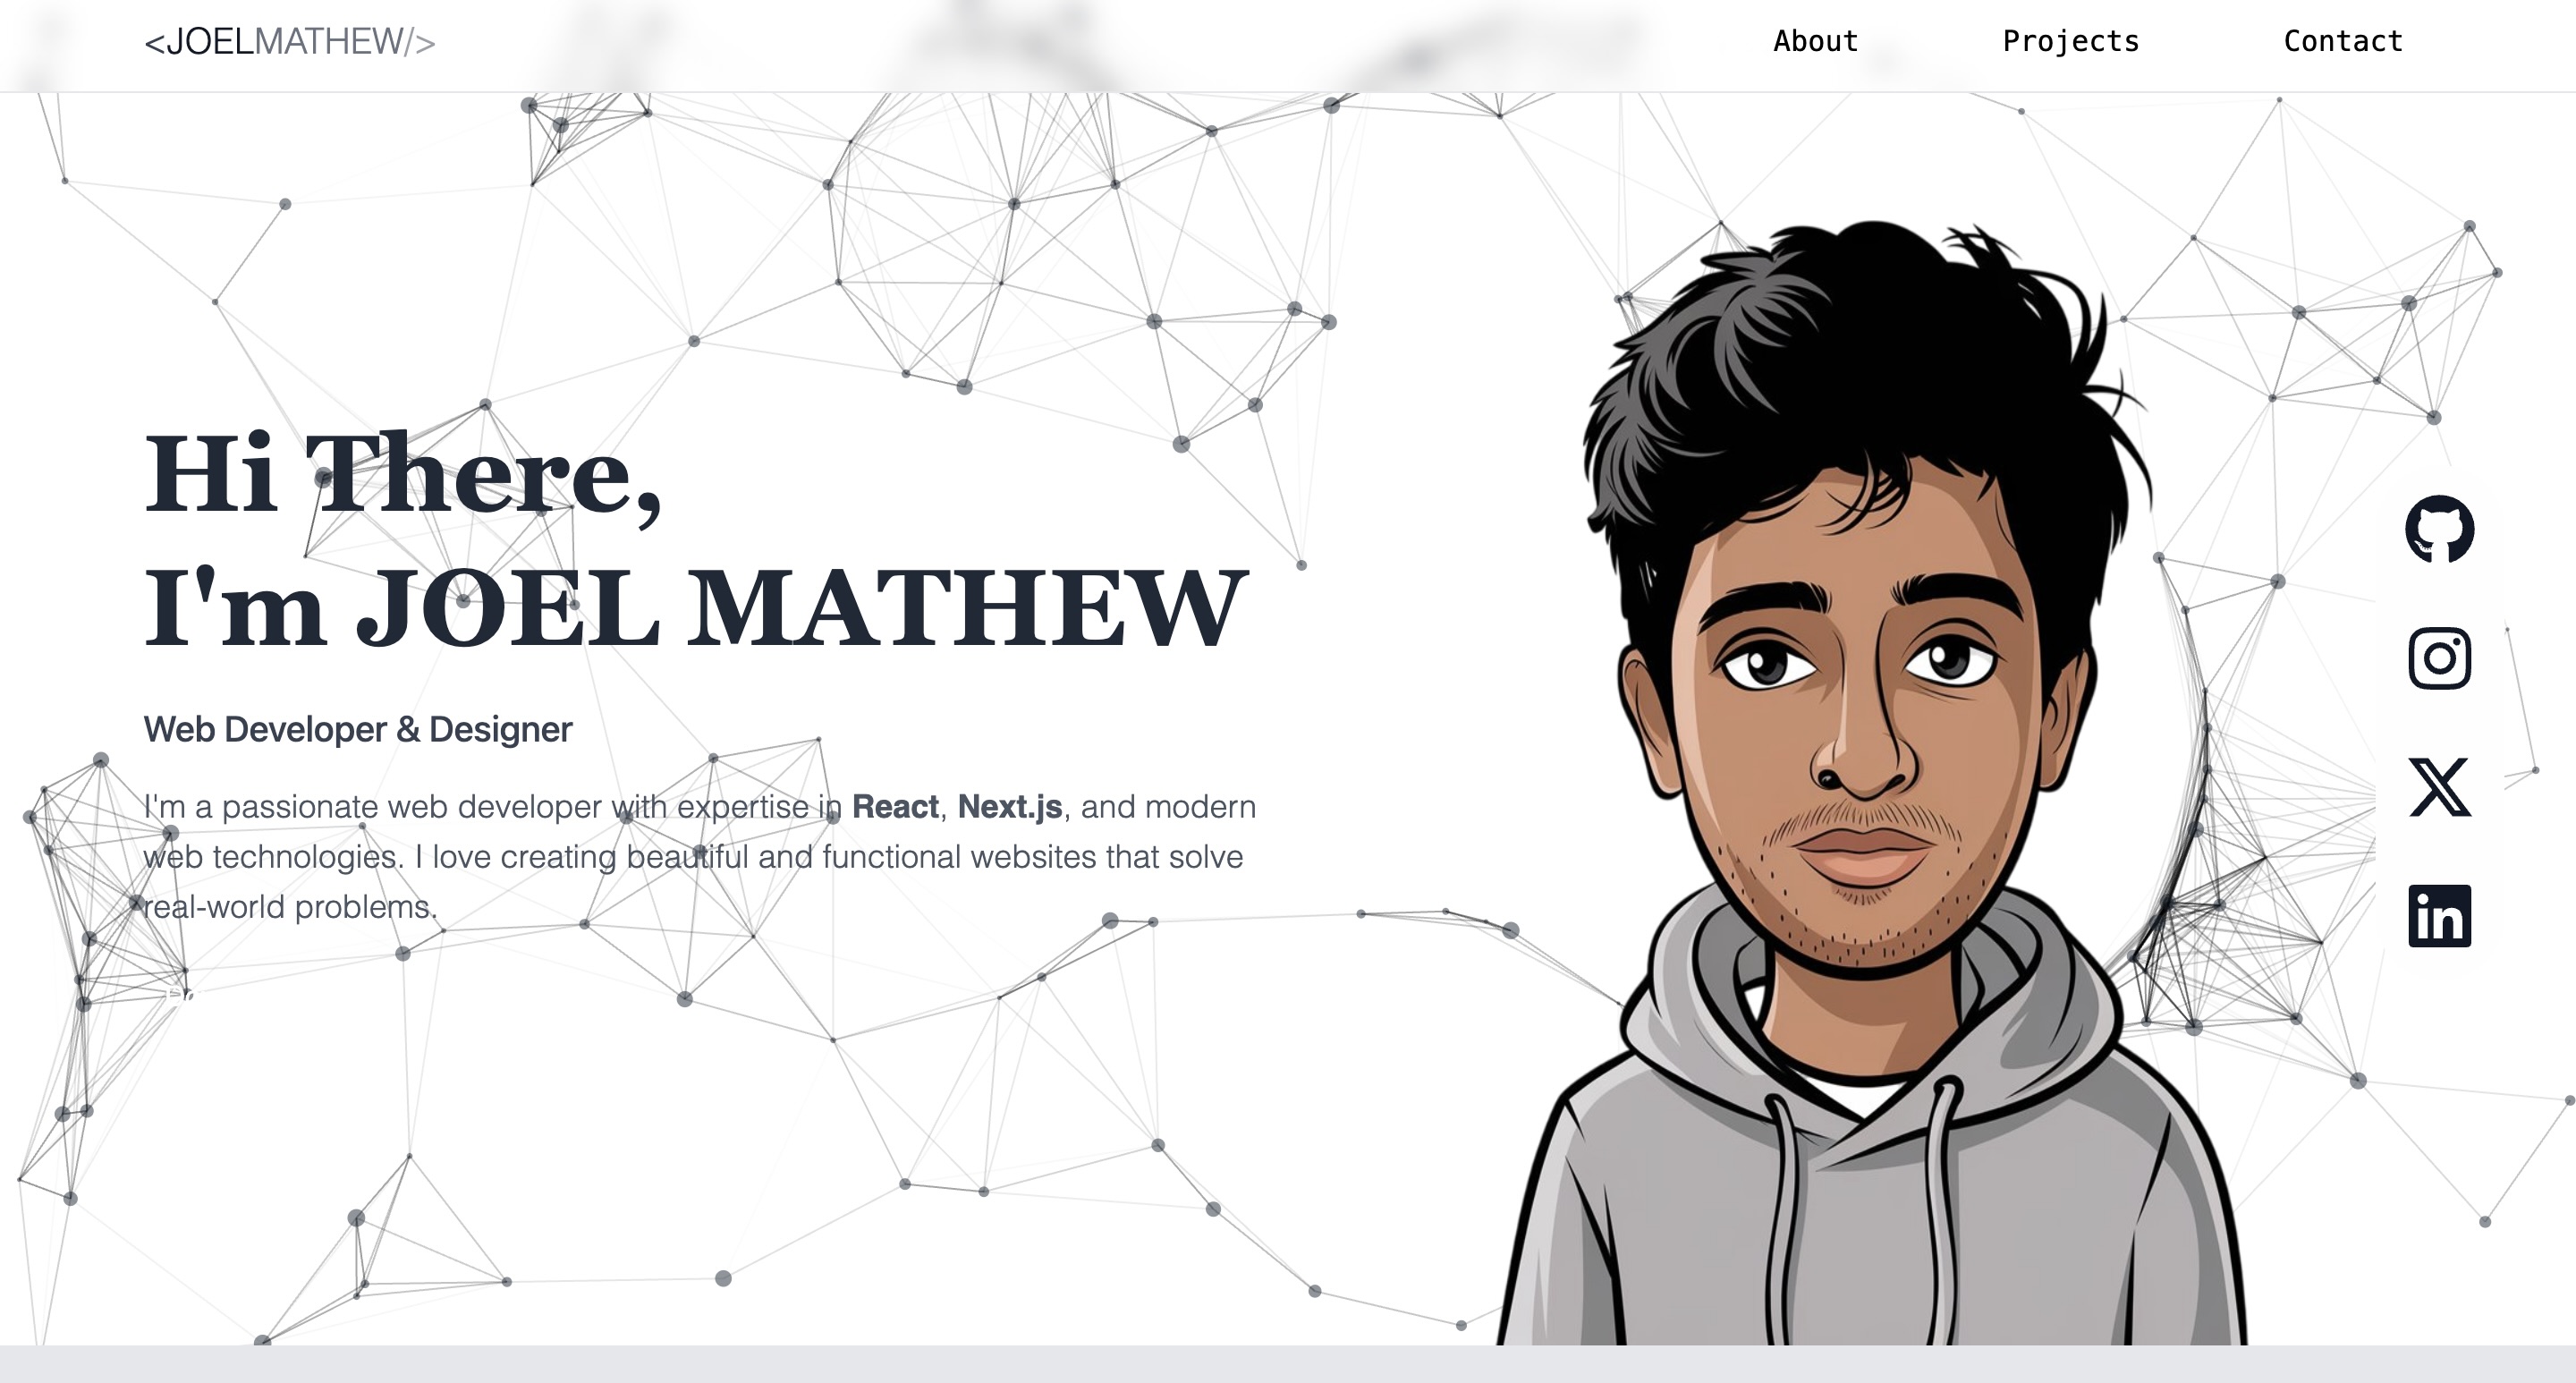 <JOELMATHEW/>
About
Projects
Contact
Hi There,
I'm JOEL MATHEW
Web Developer & Designer
I'm a passionate web developer with expertise in React, Next.js, and modern
web technologies. I love creating beautiful and functional websites that solve
real-world problems.
in